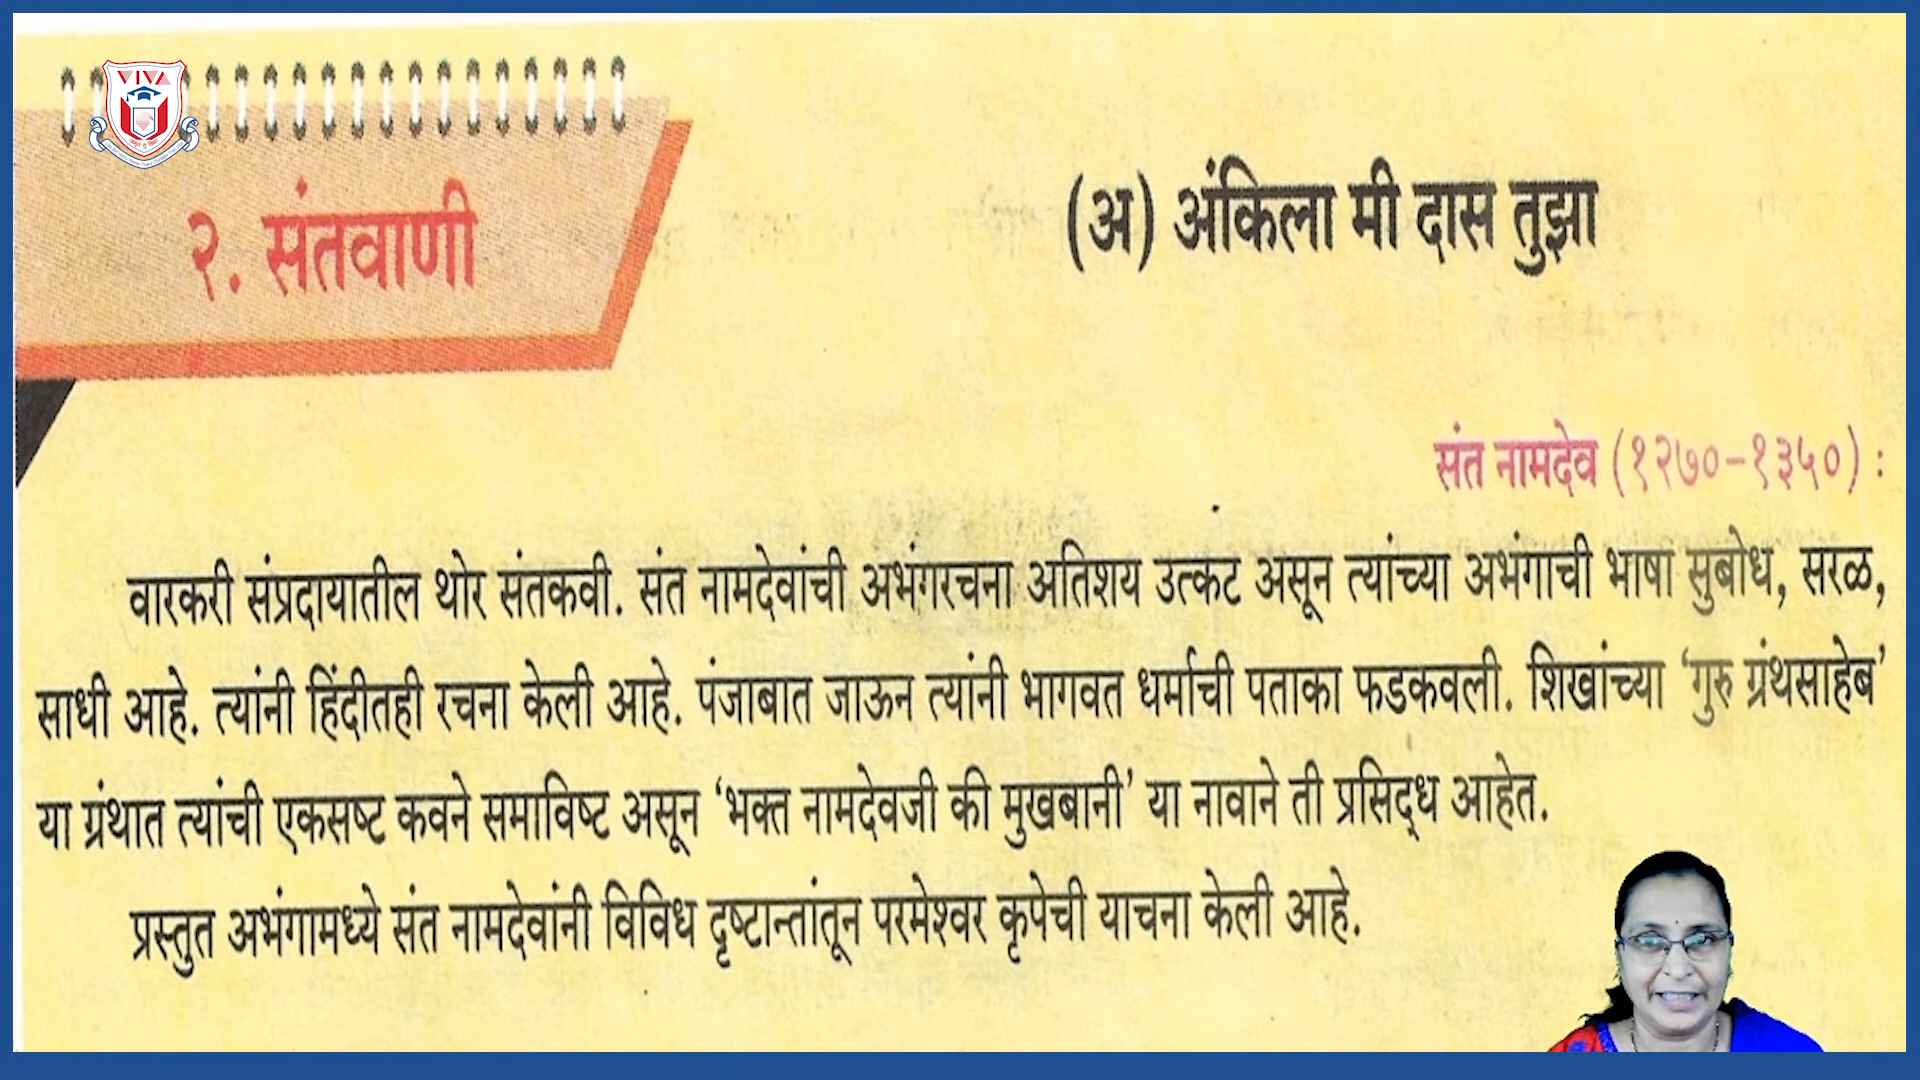 VIVA
२. संतवाणी
(अ) अंकिला मी दास तुझा
संत नामदेव (१२७०-१३५०) :
वारकरी संप्रदायातील थोर संतकवी. संत नामदेवांची अभंगरचना अतिशय उत्कट असून त्यांच्या अभंगाची भाषा सुबोध, सरळ,
साधी आहे. त्यांनी हिंदीतही रचना केली आहे. पंजाबात जाऊन त्यांनी भागवत धर्माची पताका फडकवली. शिखांच्या ‘गुरु ग्रंथसाहेब’
या ग्रंथात त्यांची एकसष्ट कवने समाविष्ट असून ‘भक्त नामदेवजी की मुखबानी’ या नावाने ती प्रसिद्ध आहेत.
प्रस्तुत अभंगामध्ये संत नामदेवांनी विविध दृष्टान्तांतून परमेश्वर कृपेची याचना केली आहे.